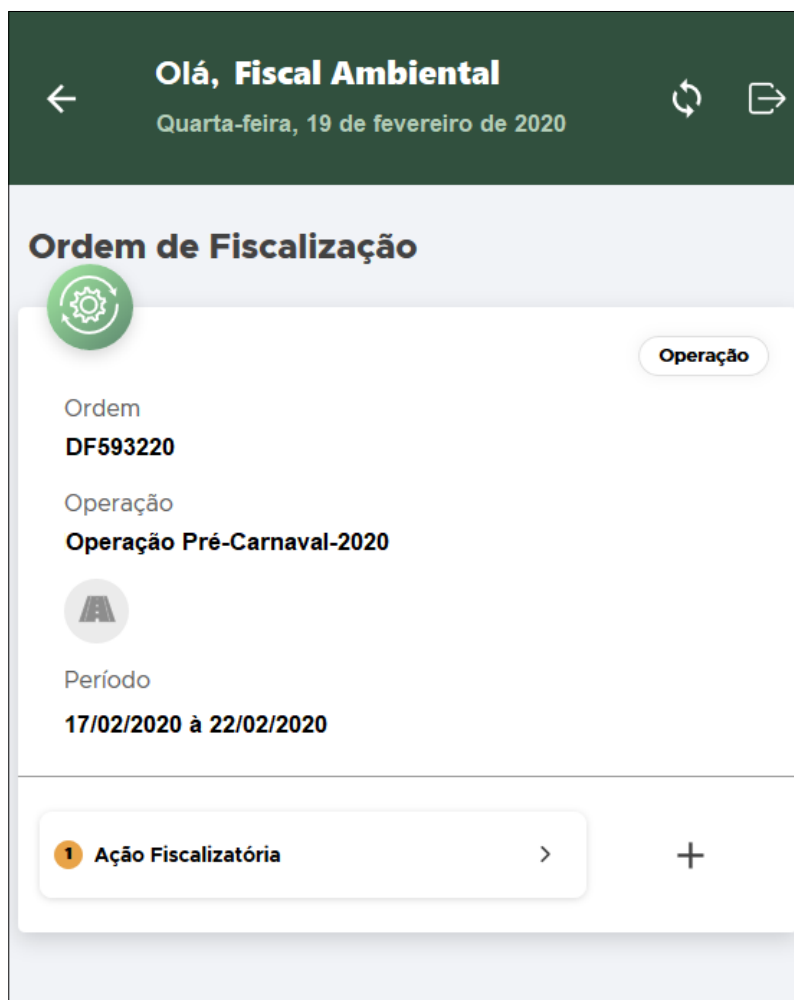 Olá, Fiscal Ambiental
Quarta-feira, 19 de fevereiro de 2020
Ordem de Fiscalização
Operação
Ordem
DF593220
Operação
Operação Pré-Carnaval-2020
Período
17/02/2020 à 22/02/2020
1 Ação Fiscalizatória